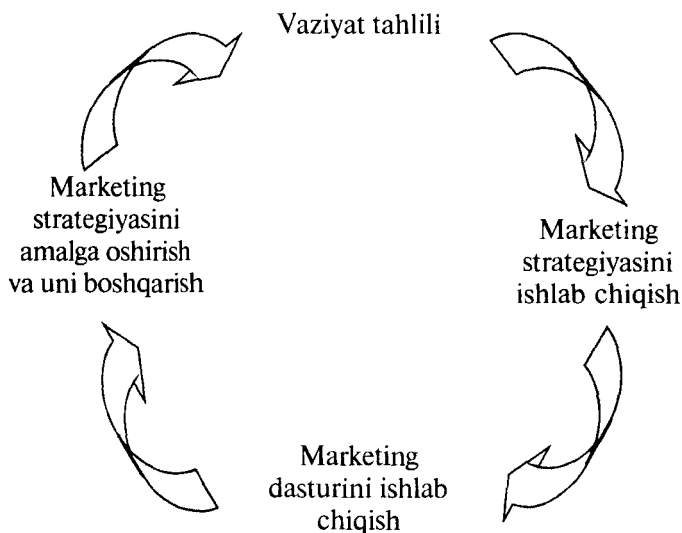 Vaziyat tahlili
Marketing
strategiyasini
ishlab chiqish
Marketing
dasturini ishlab
chiqish
Marketing
strategiyasini
amalga oshirish
va uni boshqarish